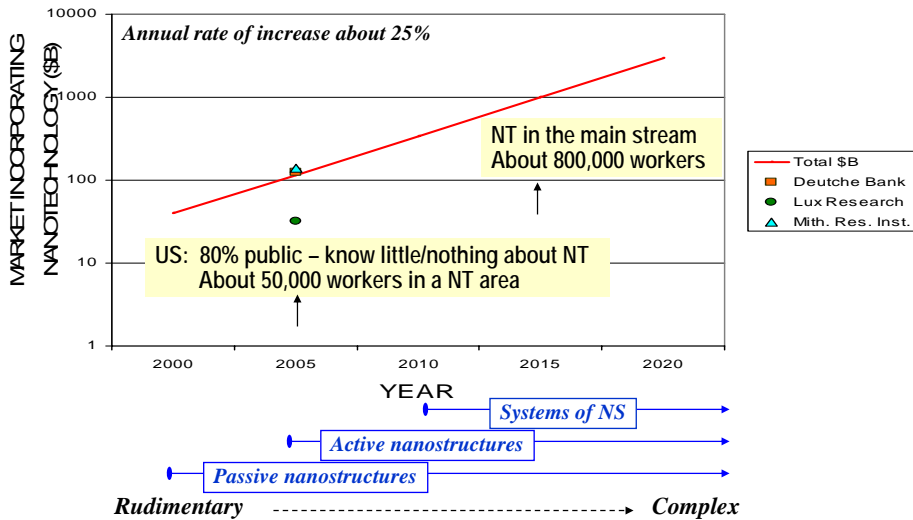 10000
1000
100
10
1
MARKET INCORPORATING
NANOTECHNOLOGY ($B)
Annual rate of increase about 25%
NT in the main stream
About 800,000 workers
US: 80% public – know little/nothing about NT
About 50,000 workers in a NT area
Total $B
Deutche Bank
Lux Research
Mith. Res. Inst.
2000 2005 2010 2015 2020
YEAR
Systems of NS
Active nanostructures
Passive nanostructures
Rudimentary Complex